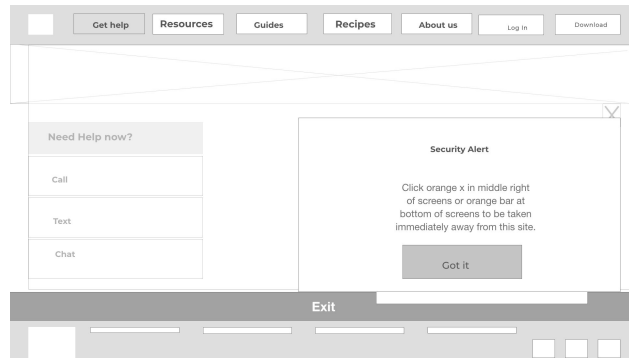 Get help
Resources
Guides
Recipes
About us
Log In
Download
X
Need Help now?
Call
Text
Chat
Security Alert
Click orange x in middle right
of screens or orange bar at
bottom of screens to be taken
immediately away from this site.
Got it
Exit